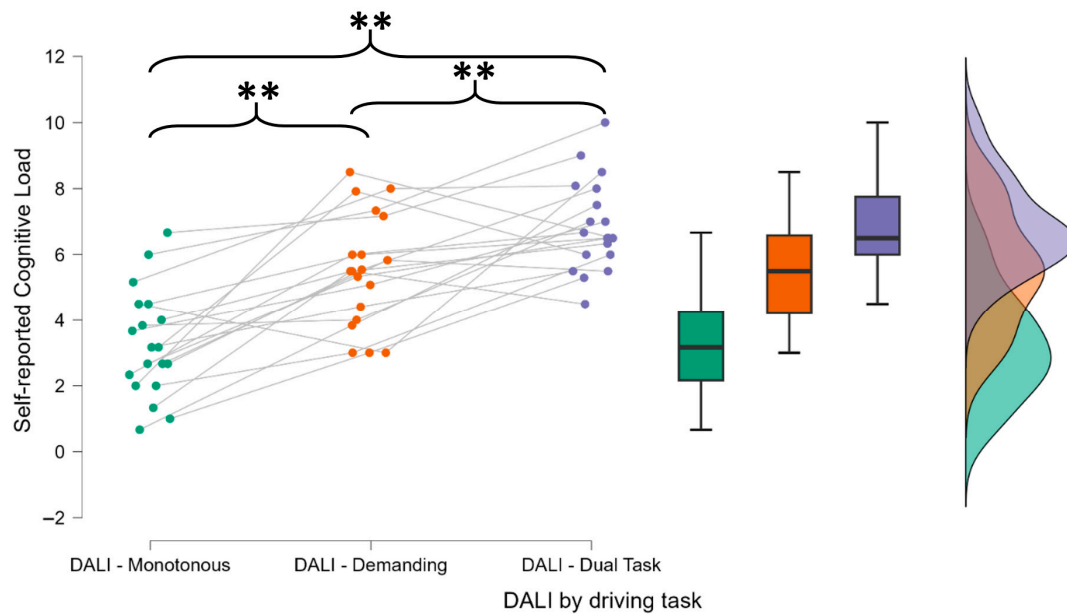 **
**
**
12
10
8
6
4
2
0
−2
Self-reported Cognitive Load
DALI - Monotonous
DALI - Demanding
DALI - Dual Task
DALI by driving task